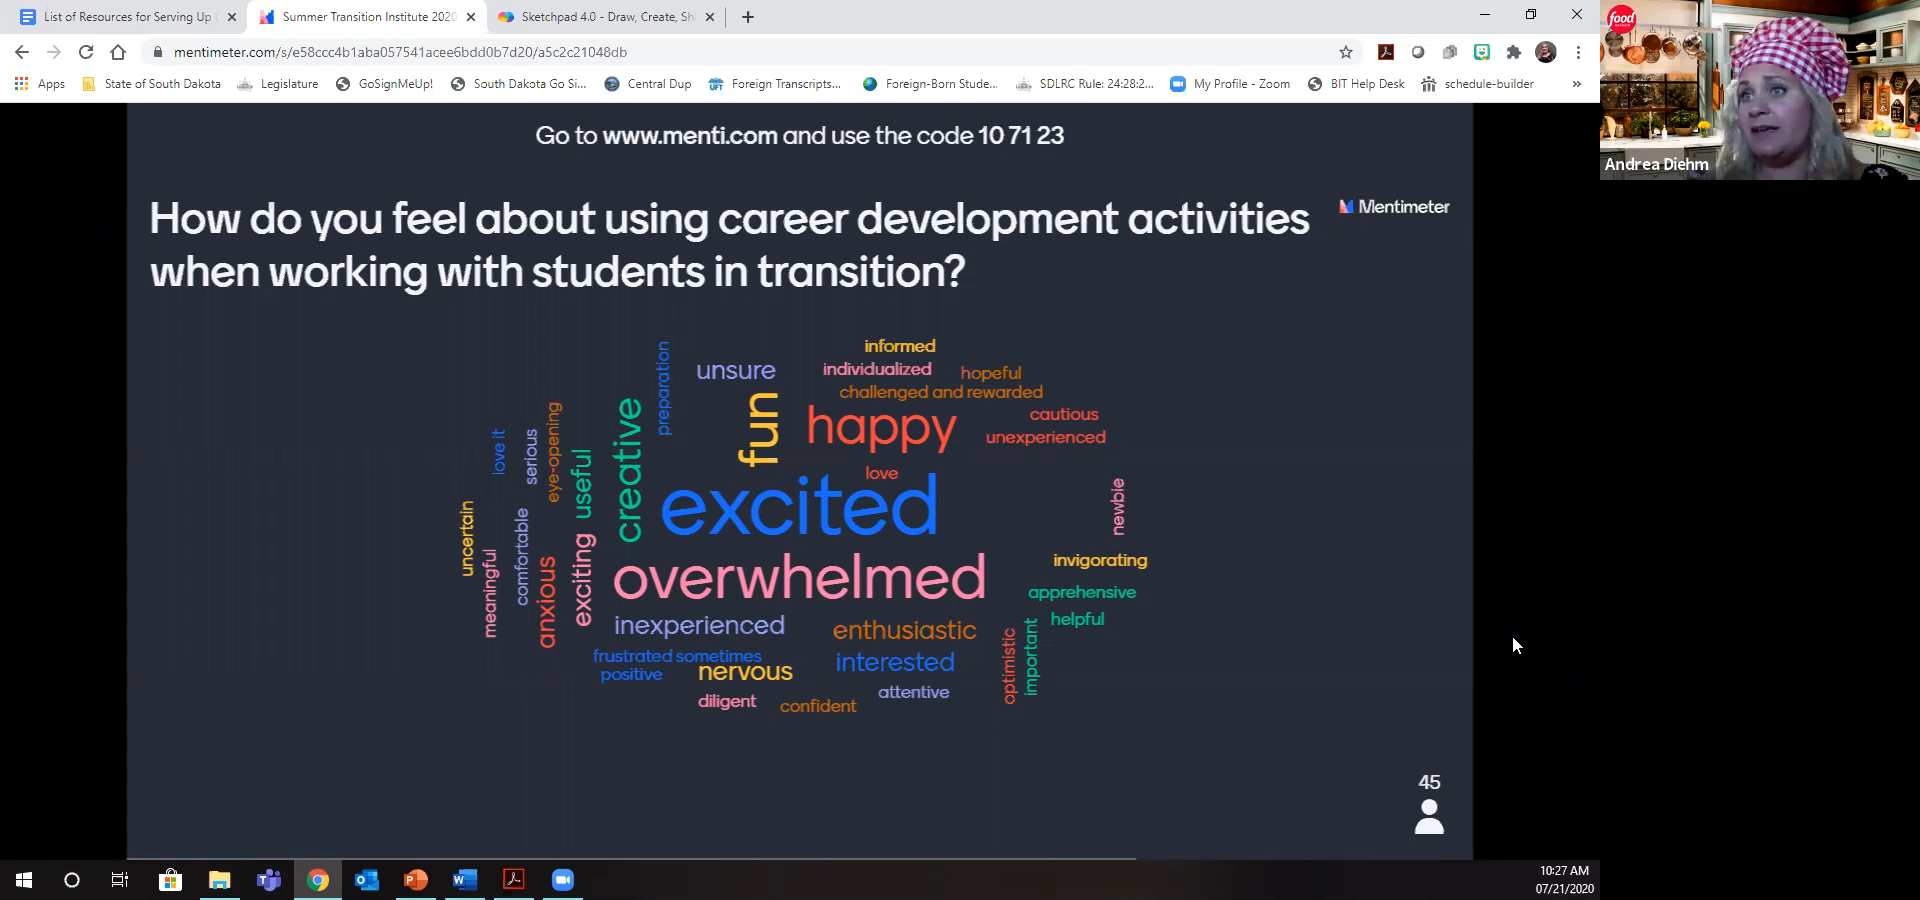 List of Resources for Serving Up
Summer Transition Institute 2020
Sketchpad 4.0 - Draw, Create, Sh
mentimeter.com/s/e58ccc4b1aba057541acee6bdd0b7d20/a5c2c21048db
Apps
State of South Dakota
Legislature
GoSignMeUp!
South Dakota Go Si...
Central Dup
Foreign Transcripts...
Foreign-Born Stude...
SDLRC Rule: 24:28:2...
My Profile - Zoom
BIT Help Desk
schedule-builder
»
food
Andrea Diehm
Go to www.menti.com and use the code 10 71 23
How do you feel about using career development activities
when working with students in transition?
Mentimeter
informed
preparation
unsure
individualized
hopeful
challenged and rewarded
fun
happy
cautious
unexperienced
creative
love it
serious
eye-opening
useful
love
excited
newbie
uncertain
meaningful
comfortable
anxious
exciting
overwhelmed
invigorating
apprehensive
helpful
inexperienced
enthusiastic
optimistic
important
frustrated sometimes
interested
positive
nervous
attentive
diligent
confident
45
10:27 AM
07/21/2020